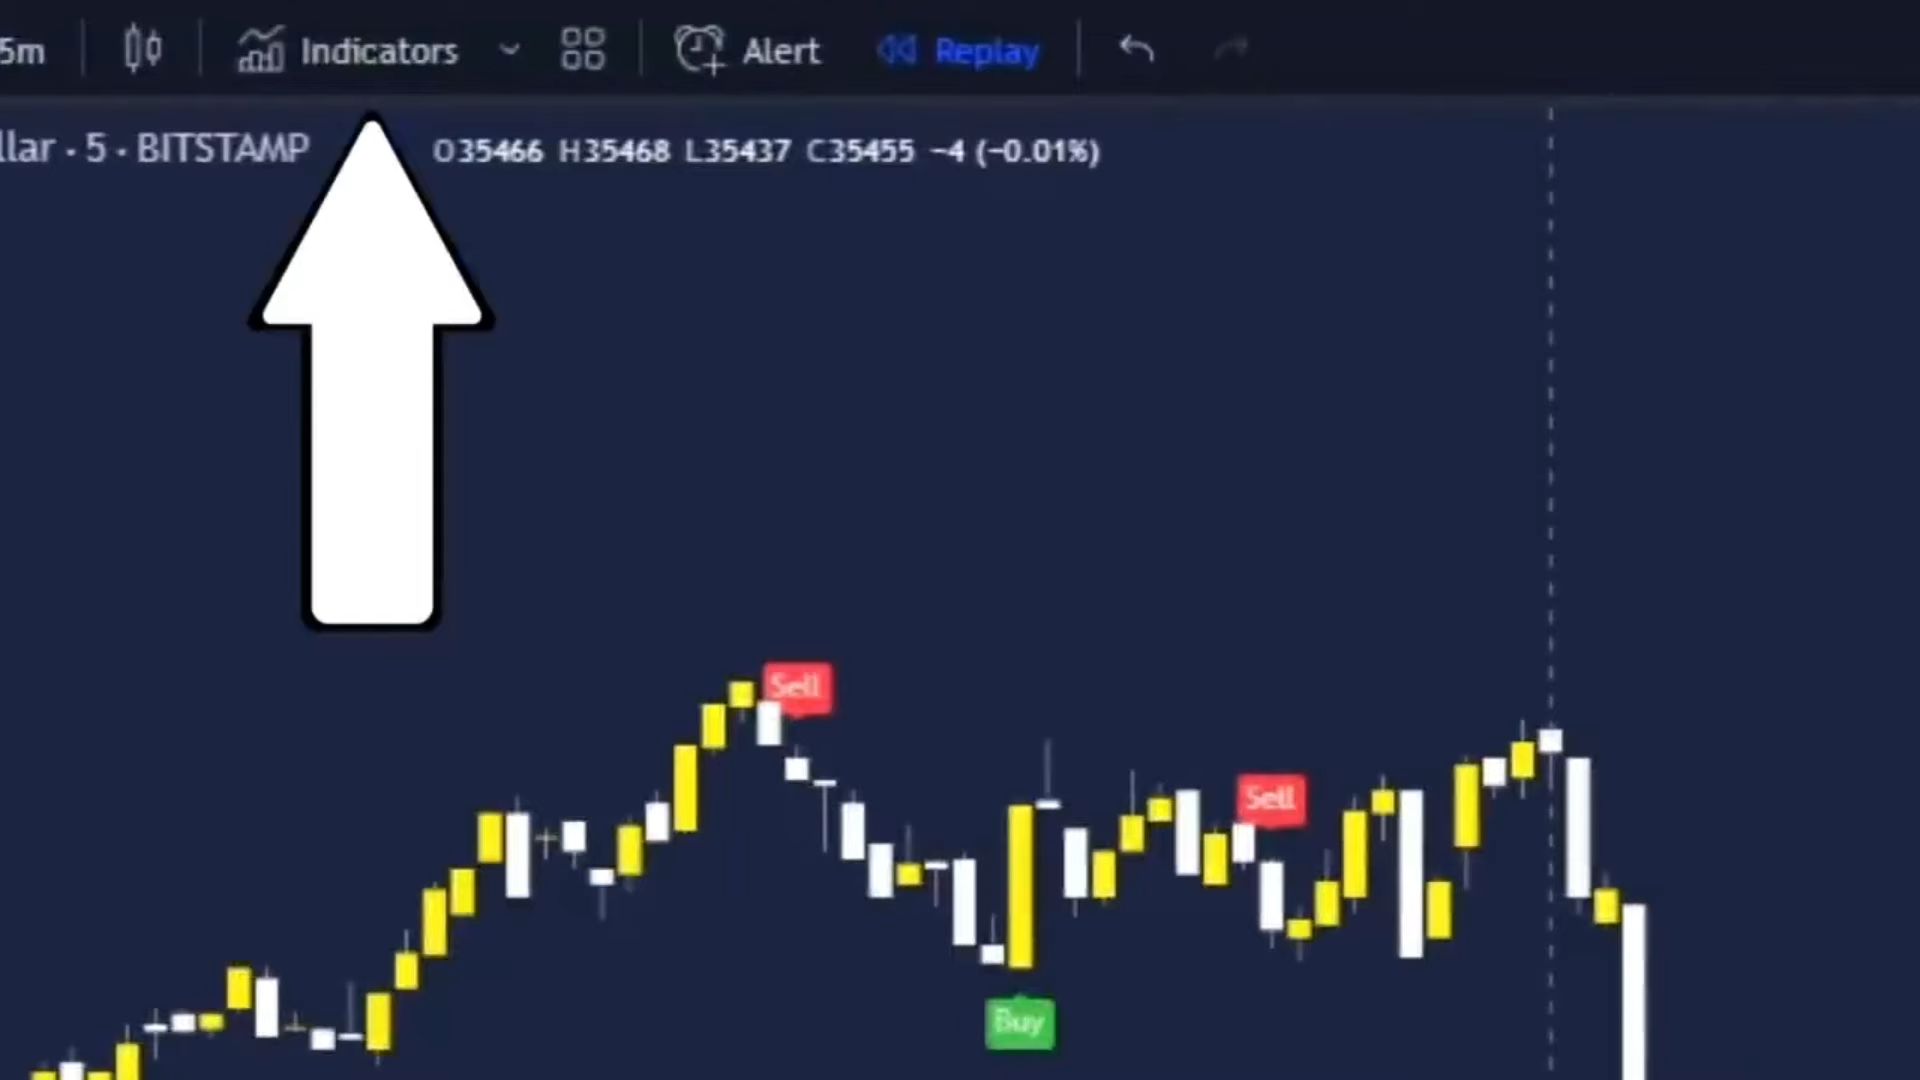 5m Indicators Alert Replay
llar · 5 · BITSTAMP O35466 H35468 L35437 C35455 −4 (−0.01%)
Sell
Sell
Buy